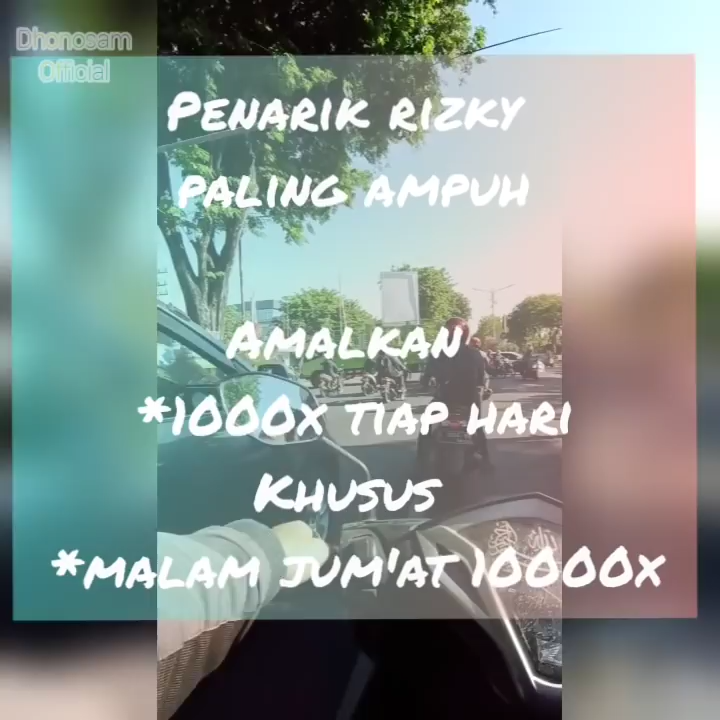 Dhonosam
Official
Penarik rizky
paling ampuh
Amalkan
*1000x tiap hari
Khusus
*malam jum'at 10000x